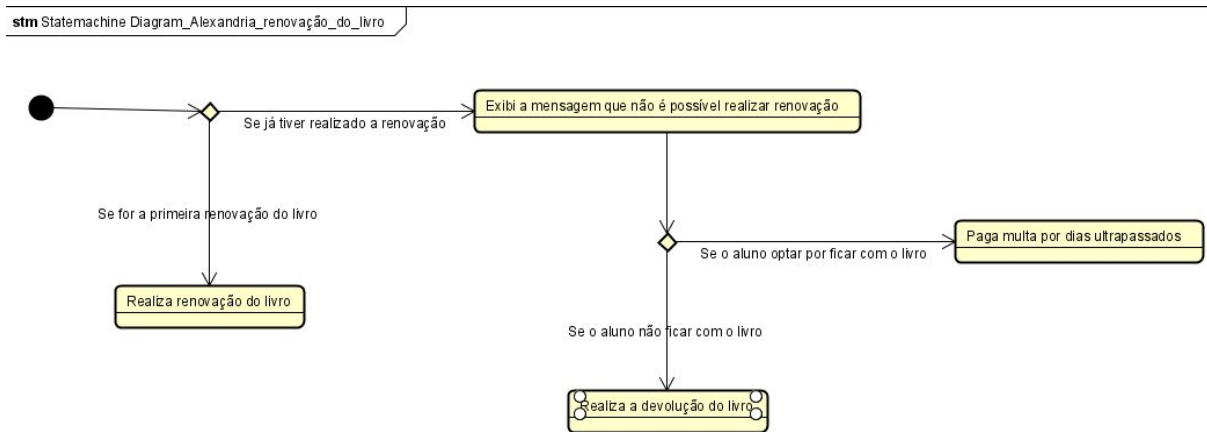 stm Statemachine Diagram_Alexandria_renovação_do_livro
Exibi a mensagem que não é possível realizar renovação
Se já tiver realizado a renovação
Se for a primeira renovação do livro
Paga multa por dias ultrapassados
Se o aluno optar por ficar com o livro
Realiza renovação do livro
Se o aluno não ficar com o livro
Realiza a devolução do livro